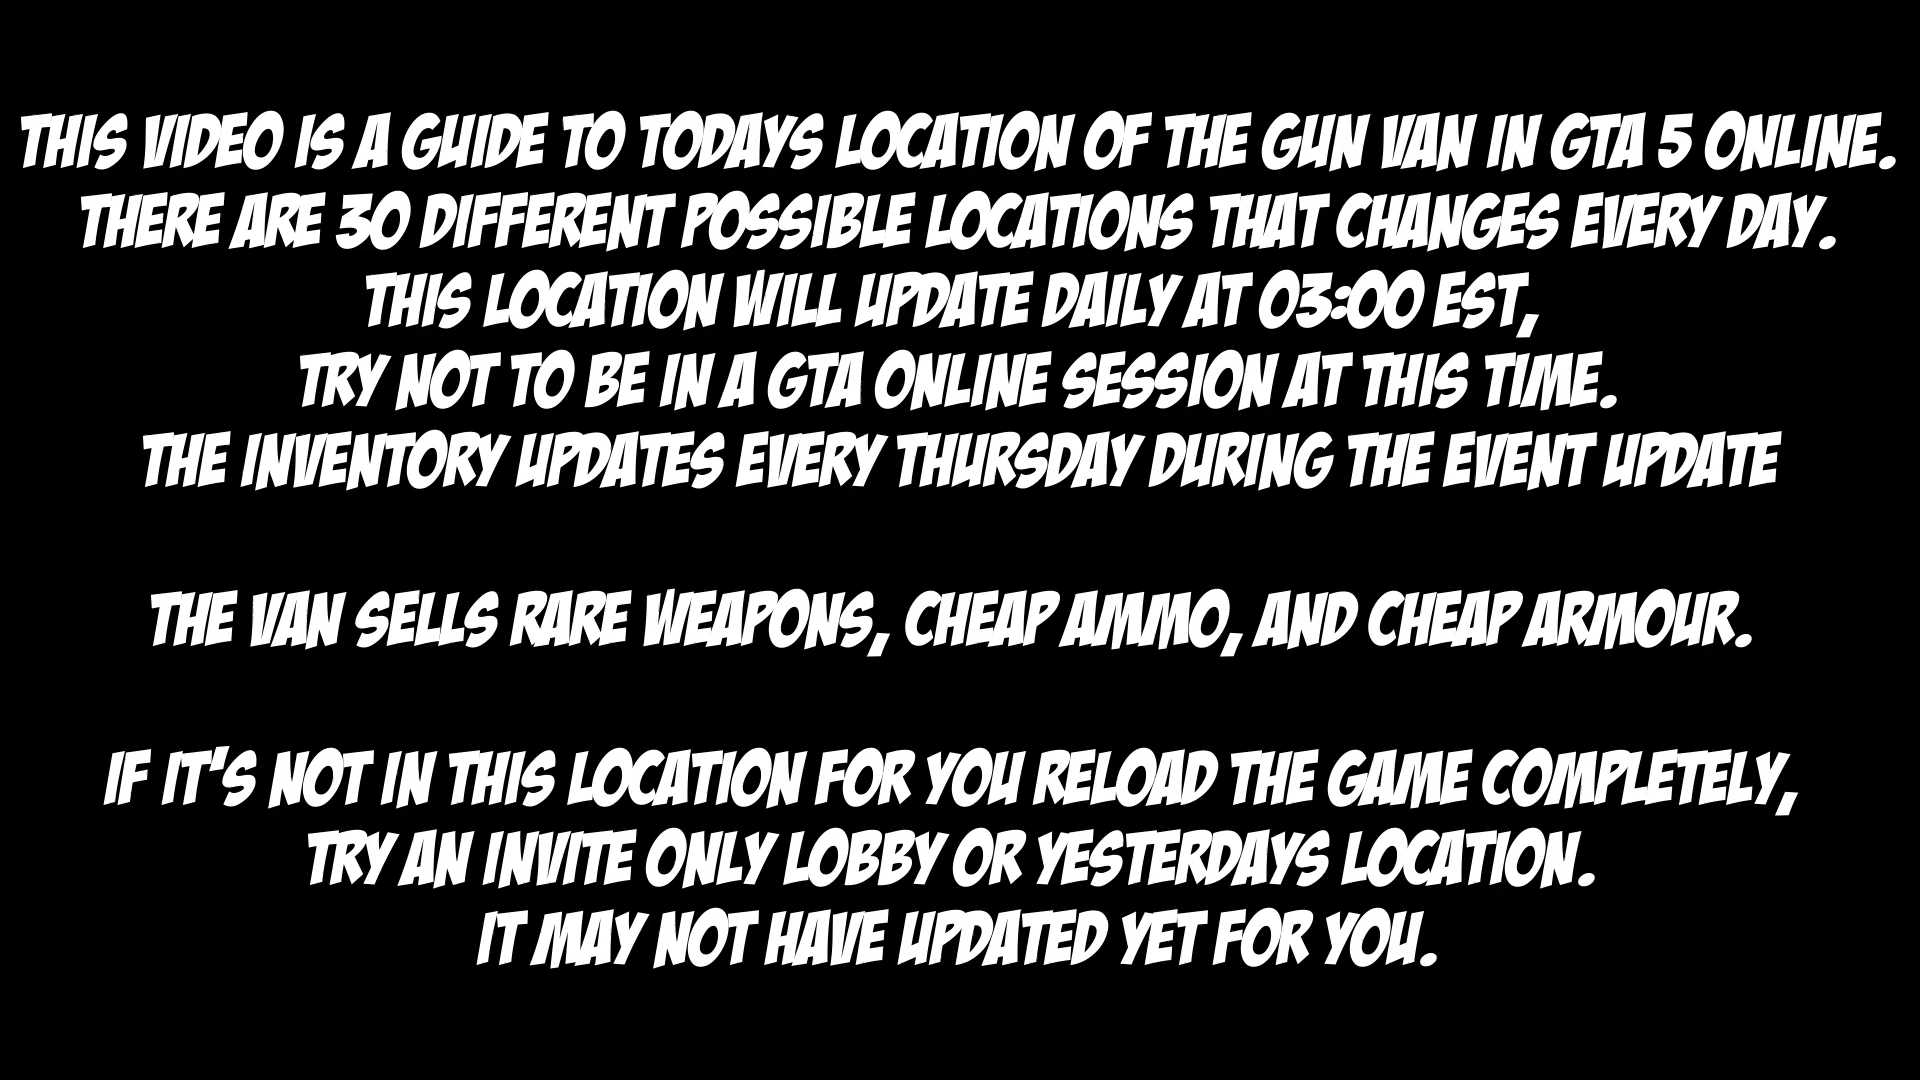 THIS VIDEO IS A GUIDE TO TODAYS LOCATION OF THE GUN VAN IN GTA 5 ONLINE.
THERE ARE 30 DIFFERENT POSSIBLE LOCATIONS THAT CHANGES EVERY DAY.
THIS LOCATION WILL UPDATE DAILY AT 03:00 EST,
TRY NOT TO BE IN A GTA ONLINE SESSION AT THIS TIME.
THE INVENTORY UPDATES EVERY THURSDAY DURING THE EVENT UPDATE
THE VAN SELLS RARE WEAPONS, CHEAP AMMO, AND CHEAP ARMOUR.
IF IT'S NOT IN THIS LOCATION FOR YOU RELOAD THE GAME COMPLETELY,
TRY AN INVITE ONLY LOBBY OR YESTERDAYS LOCATION.
IT MAY NOT HAVE UPDATED YET FOR YOU.